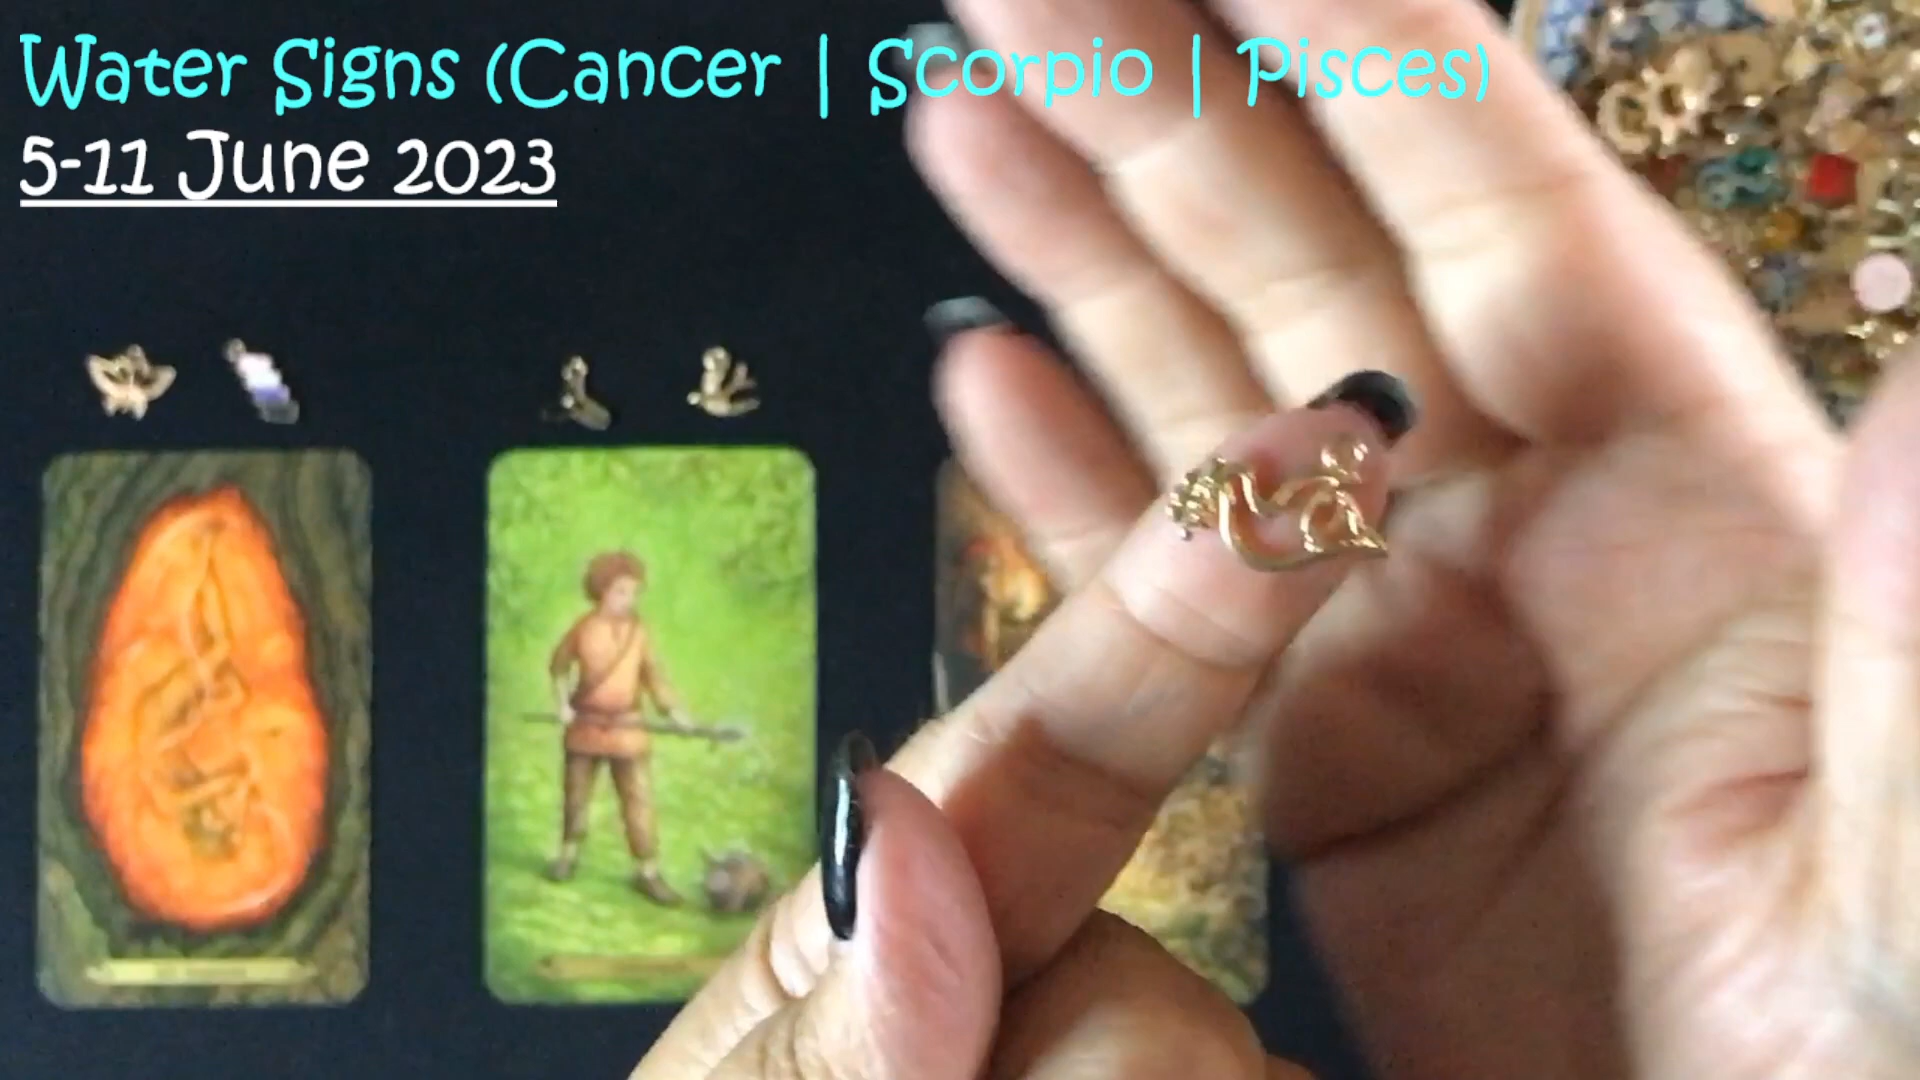 Water Signs (Cancer | Scorpio | Pisces)
5-11 June 2023